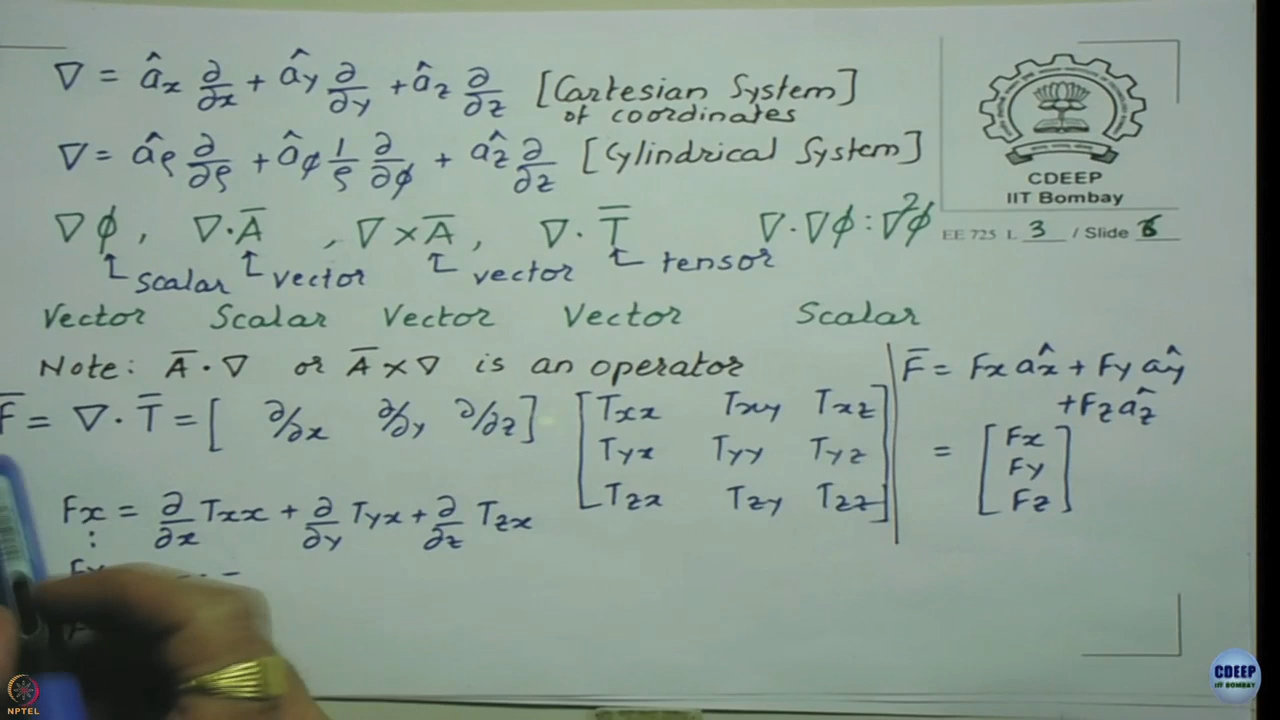 ∇ = âx ∂/∂x + ây ∂/∂y + âz ∂/∂z [Cartesian System]
of coordinates
∇ = âρ ∂/∂ρ + âϕ 1/ρ ∂/∂ϕ + âz ∂/∂z [Cylindrical System]
CDEEP
IIT Bombay
∇ϕ, ∇·A̅, ∇×A̅, ∇·T̿ ∇·∇ϕ : ∇²ϕ
EE 725 L 3 / Slide 6
scalar vector vector tensor
Vector Scalar Vector Vector Scalar
Note: A̅·∇ or A̅×∇ is an operator
F̅ = ∇·T̿ = [ ∂/∂x ∂/∂y ∂/∂z ] [ Txx Txy Txz
Tyx Tyy Tyz
Tzx Tzy Tzz ]
F̅ = Fx âx + Fy ây
+ Fz âz
= [ Fx
Fy
Fz ]
Fx = ∂/∂x Txx + ∂/∂y Tyx + ∂/∂z Tzx
:
NPTEL
CDEEP
IIT BOMBAY